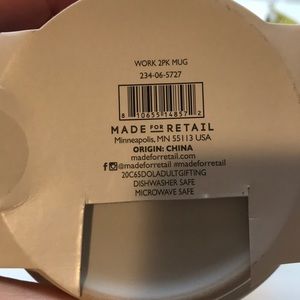 WORK 2PK MUG
234-06-5727
8 10655 14857 2
MADE FOR RETAIL
Minneapolis, MN 55113 USA
ORIGIN: CHINA
madeforretail.com
@madeforretail #madeforretail
20C65DOLADULTGIFTING
DISHWASHER SAFE
MICROWAVE SAFE